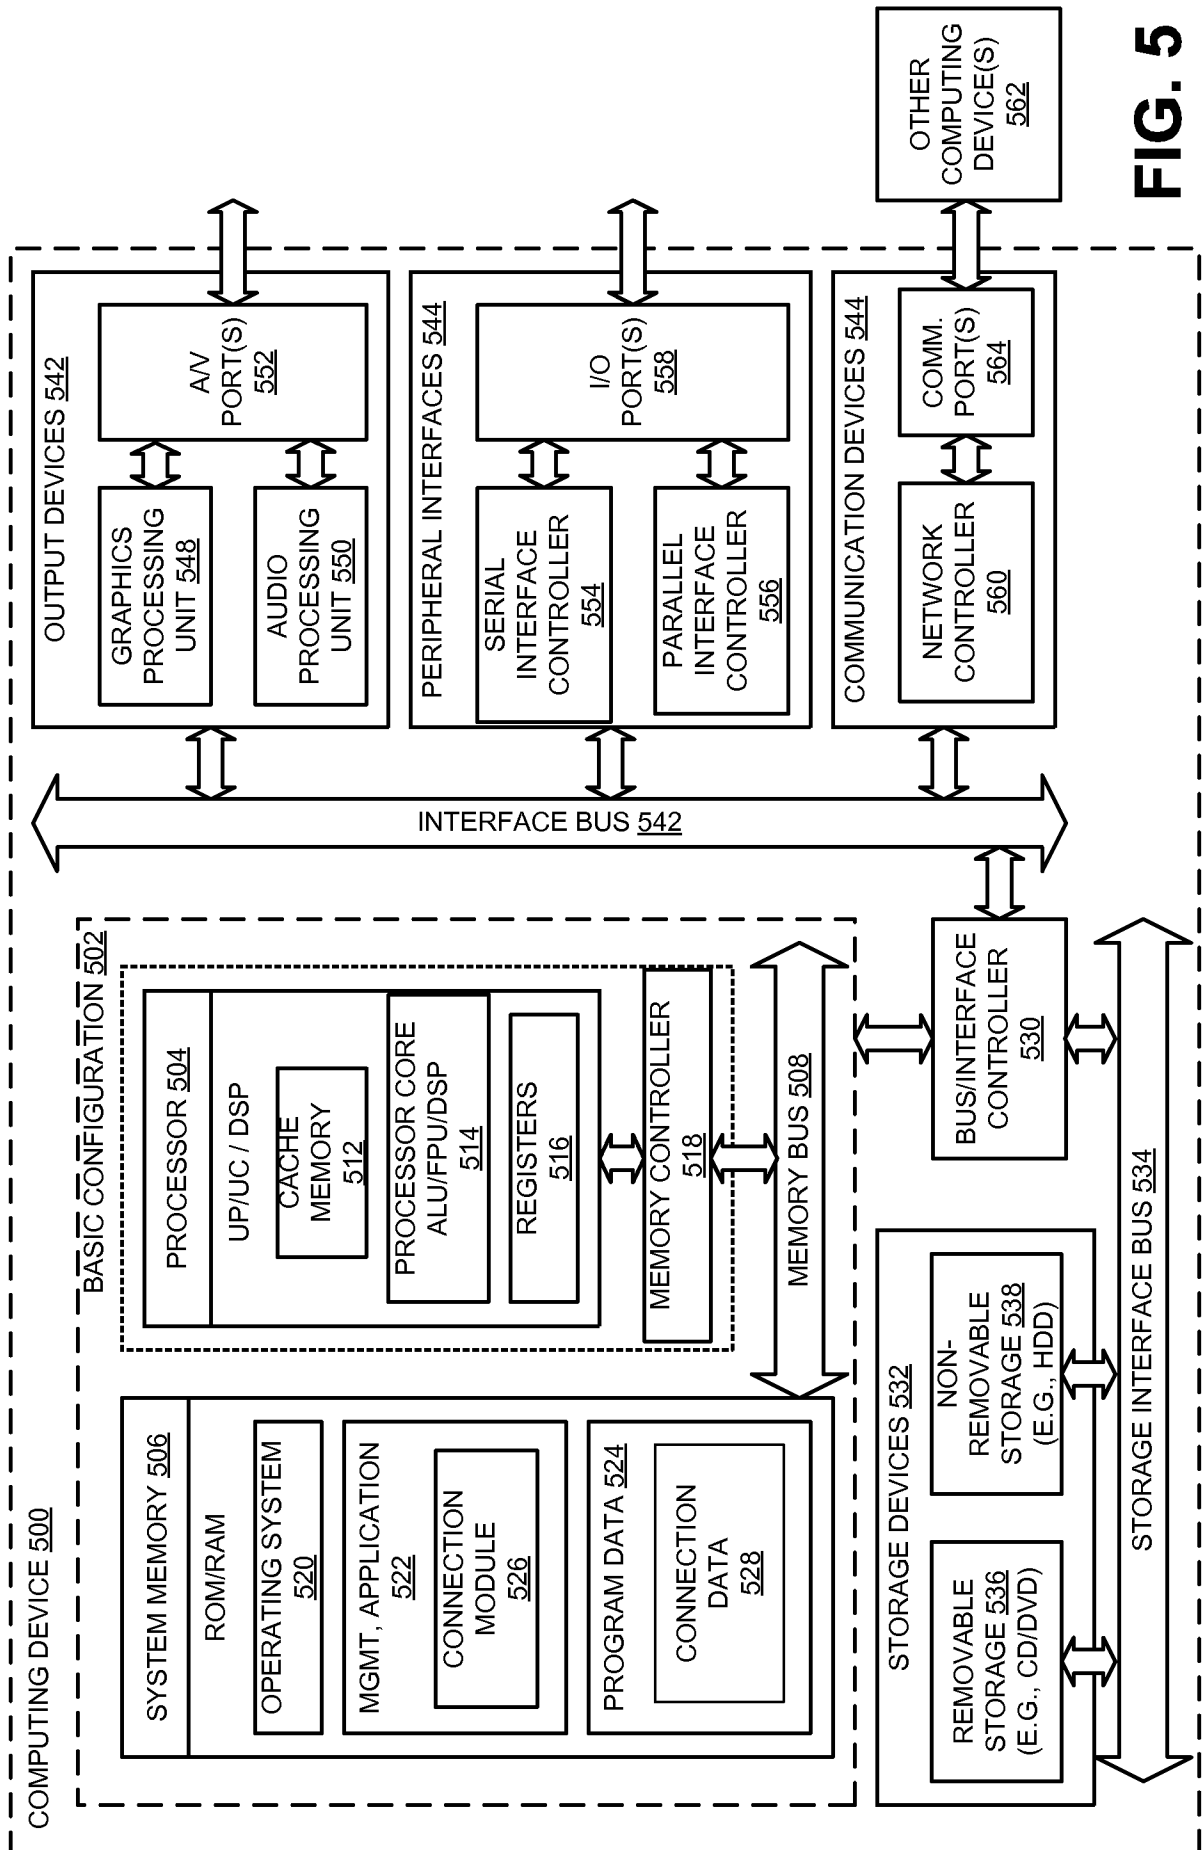 COMPUTING DEVICE 500
BASIC CONFIGURATION 502
SYSTEM MEMORY 506
ROM/RAM
OPERATING SYSTEM
520
MGMT, APPLICATION
522
CONNECTION
MODULE
526
PROGRAM DATA 524
CONNECTION
DATA
528
PROCESSOR 504
UP/UC / DSP
CACHE
MEMORY
512
PROCESSOR CORE
ALU/FPU/DSP
514
REGISTERS
516
MEMORY CONTROLLER
518
MEMORY BUS 508
BUS/INTERFACE
CONTROLLER
530
STORAGE DEVICES 532
REMOVABLE
STORAGE 536
(E.G., CD/DVD)
NON-
REMOVABLE
STORAGE 538
(E.G., HDD)
STORAGE INTERFACE BUS 534
INTERFACE BUS 542
OUTPUT DEVICES 542
GRAPHICS
PROCESSING
UNIT 548
AUDIO
PROCESSING
UNIT 550
A/V
PORT(S)
552
PERIPHERAL INTERFACES 544
SERIAL
INTERFACE
CONTROLLER
554
PARALLEL
INTERFACE
CONTROLLER
556
I/O
PORT(S)
558
COMMUNICATION DEVICES 544
NETWORK
CONTROLLER
560
COMM.
PORT(S)
564
OTHER
COMPUTING
DEVICE(S)
562
FIG. 5